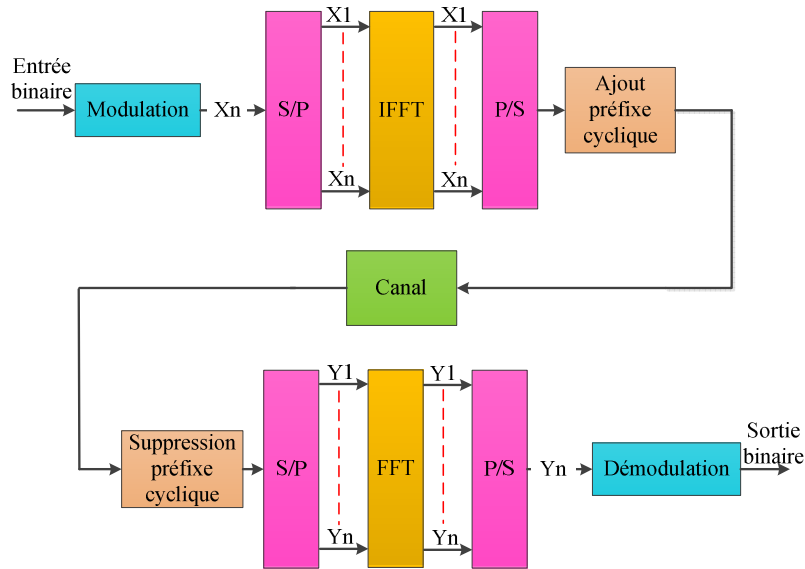 Entrée
binaire
Modulation
Xn
S/P
X1
Xn
IFFT
X1
Xn
P/S
Ajout
préfixe
cyclique
Canal
Suppression
préfixe
cyclique
S/P
Y1
Yn
FFT
Y1
Yn
P/S
Yn
Démodulation
Sortie
binaire